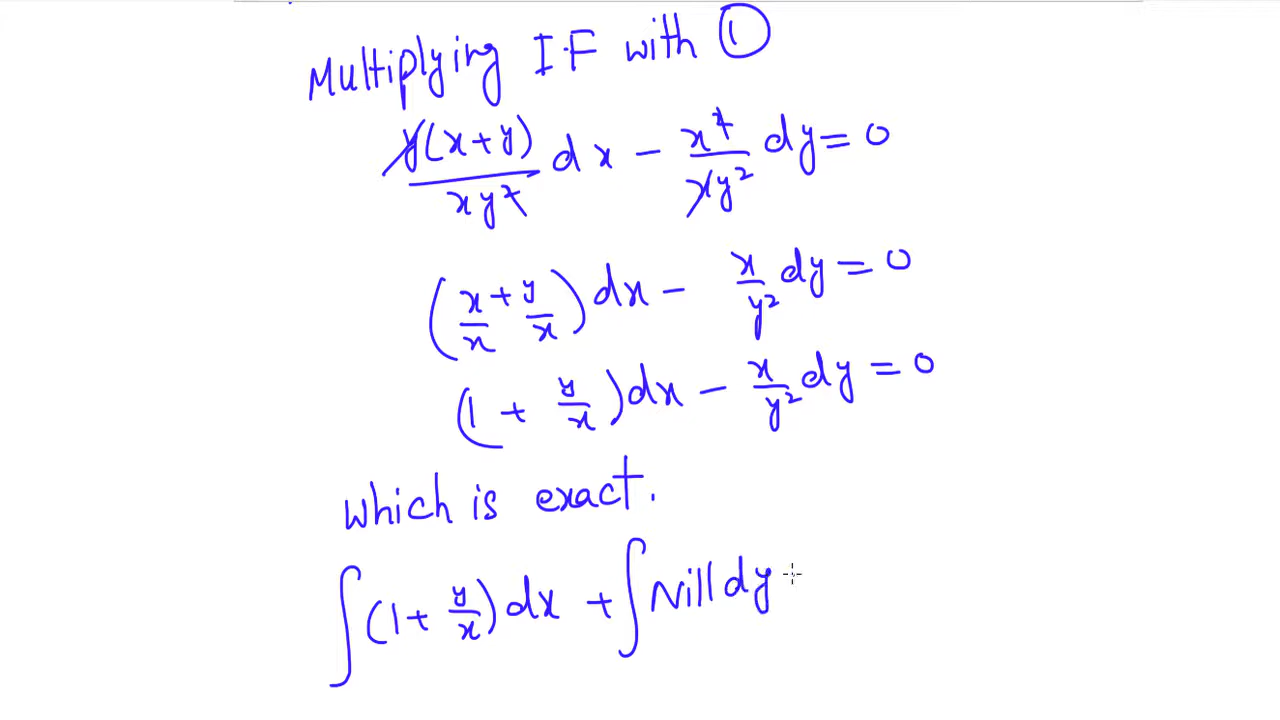 Multiplying I.F with ①
y(x+y)/xy² dx − x²/xy² dy = 0
(x/x + y/x) dx − x/y² dy = 0
(1 + y/x) dx − x/y² dy = 0
which is exact.
∫(1 + y/x) dx + ∫Nill dy